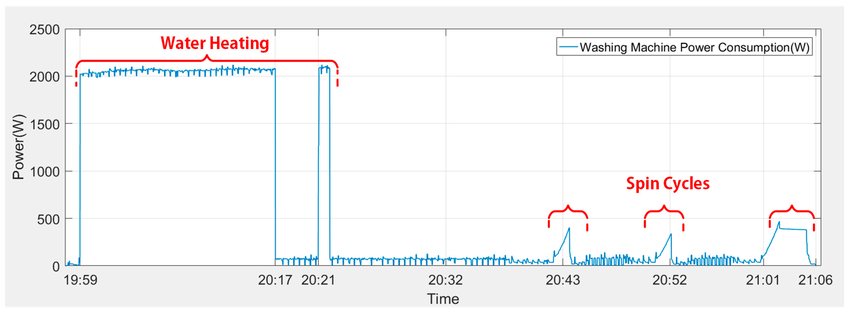 2500
Water Heating
Washing Machine Power Consumption(W)
2000
1500
Power(W)
1000
Spin Cycles
500
0
19:59 20:17 20:21 20:32 20:43 20:52 21:01 21:06
Time